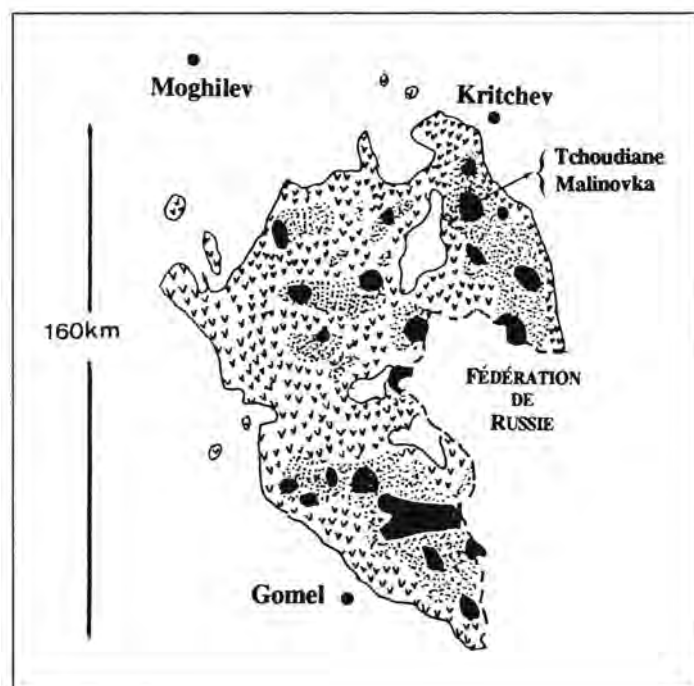 Moghilev
Kritchev
Tchoudiane
Malinovka
160km
FÉDÉRATION
DE
RUSSIE
Gomel